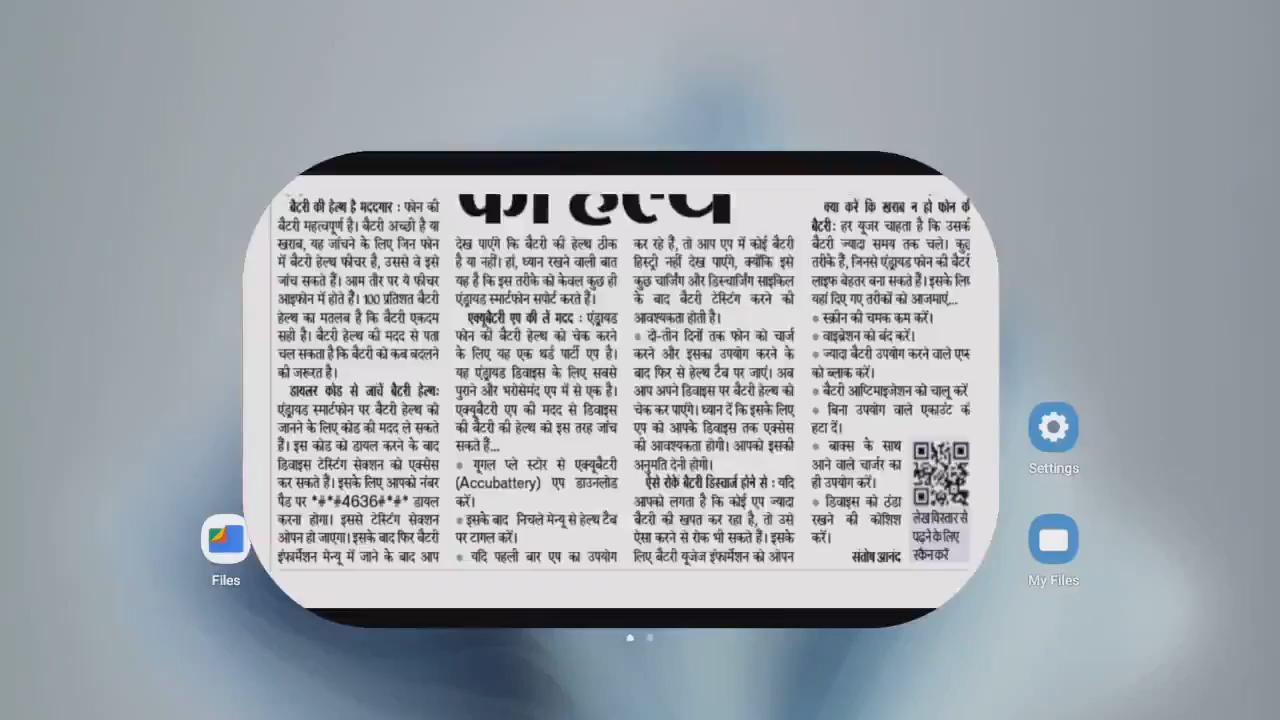 की हेल्थ
बैटरी की हेल्थ है मददगार : फोन की
बैटरी महत्वपूर्ण है। बैटरी अच्छी है या
खराब, यह जांचने के लिए जिन फोन
में बैटरी हेल्थ फीचर है, उससे वे इसे
जांच सकते हैं। आम तौर पर ये फीचर
आइफोन में होते हैं। 100 प्रतिशत बैटरी
हेल्थ का मतलब है कि बैटरी एकदम
सही है। बैटरी की हेल्थ की मदद से पता
चल सकता है कि बैटरी को कब बदलने
की जरूरत है।
डायलर कोड से जांचें बैटरी हेल्थ:
एंड्रायड स्मार्टफोन पर बैटरी हेल्थ को
जानने के लिए कोड की मदद ले सकते
हैं। इस कोड को डायल करने के बाद
डिवाइस टेस्टिंग सेक्शन को एक्सेस
कर सकते हैं। इसके लिए आपको नंबर
पैड पर *#*#4636#*#* डायल
करना होगा। इससे टेस्टिंग सेक्शन
ओपन हो जाएगा। इसके बाद फिर बैटरी
इंफार्मेशन मेन्यू में जाने के बाद आप
देख पाएंगे कि बैटरी की हेल्थ ठीक
है या नहीं। हां, ध्यान रखने वाली बात
यह है कि इस तरीके को केवल कुछ ही
एंड्रायड स्मार्टफोन सपोर्ट करते हैं।
एक्यूबैटरी एप की लें मदद : एंड्रायड
फोन की बैटरी हेल्थ को चेक करने
के लिए यह एक थर्ड पार्टी एप है।
यह एंड्रायड डिवाइस के लिए सबसे
पुराने और भरोसेमंद एप में से एक है।
एक्यूबैटरी एप की मदद से डिवाइस
की बैटरी की हेल्थ को इस तरह जांच
सकते हैं...
● गूगल प्ले स्टोर से एक्यूबैटरी
(Accubattery) एप डाउनलोड
करें।
● इसके बाद निचले मेन्यू से हेल्थ टैब
पर टागल करें।
● यदि पहली बार एप का उपयोग
कर रहे हैं, तो आप एप में कोई बैटरी
हिस्ट्री नहीं देख पाएंगे, क्योंकि इसे
कुछ चार्जिंग और डिस्चार्जिंग साइकिल
के बाद बैटरी टेस्टिंग करने की
आवश्यकता होती है।
● दो-तीन दिनों तक फोन को चार्ज
करने और इसका उपयोग करने के
बाद फिर से हेल्थ टैब पर जाएं। अब
आप अपने डिवाइस पर बैटरी हेल्थ को
चेक कर पाएंगे। ध्यान दें कि इसके लिए
एप को आपके डिवाइस तक एक्सेस
की आवश्यकता होगी। आपको इसकी
अनुमति देनी होगी।
ऐसे रोकें बैटरी डिस्चार्ज होने से : यदि
आपको लगता है कि कोई एप ज्यादा
बैटरी की खपत कर रहा है, तो उसे
ऐसा करने से रोक भी सकते हैं। इसके
लिए बैटरी यूजेज इंफार्मेशन को ओपन
क्या करें कि खराब न हो फोन की
बैटरी: हर यूजर चाहता है कि उसकी
बैटरी ज्यादा समय तक चले। कुछ
तरीके हैं, जिनसे एंड्रायड फोन की बैटरी
लाइफ बेहतर बना सकते हैं। इसके लिए
यहां दिए गए तरीकों को आजमाएं...
● स्क्रीन की चमक कम करें।
● वाइब्रेशन को बंद करें।
● ज्यादा बैटरी उपयोग करने वाले एप्स
को ब्लाक करें।
● बैटरी आप्टिमाइजेशन को चालू करें
● बिना उपयोग वाले एकाउंट को
हटा दें।
● बाक्स के साथ
आने वाले चार्जर का
ही उपयोग करें।
● डिवाइस को ठंडा
रखने की कोशिश
करें।
संतोष आनंद
लेख विस्तार से
पढ़ने के लिए
स्कैन करें
Settings
Files
My Files